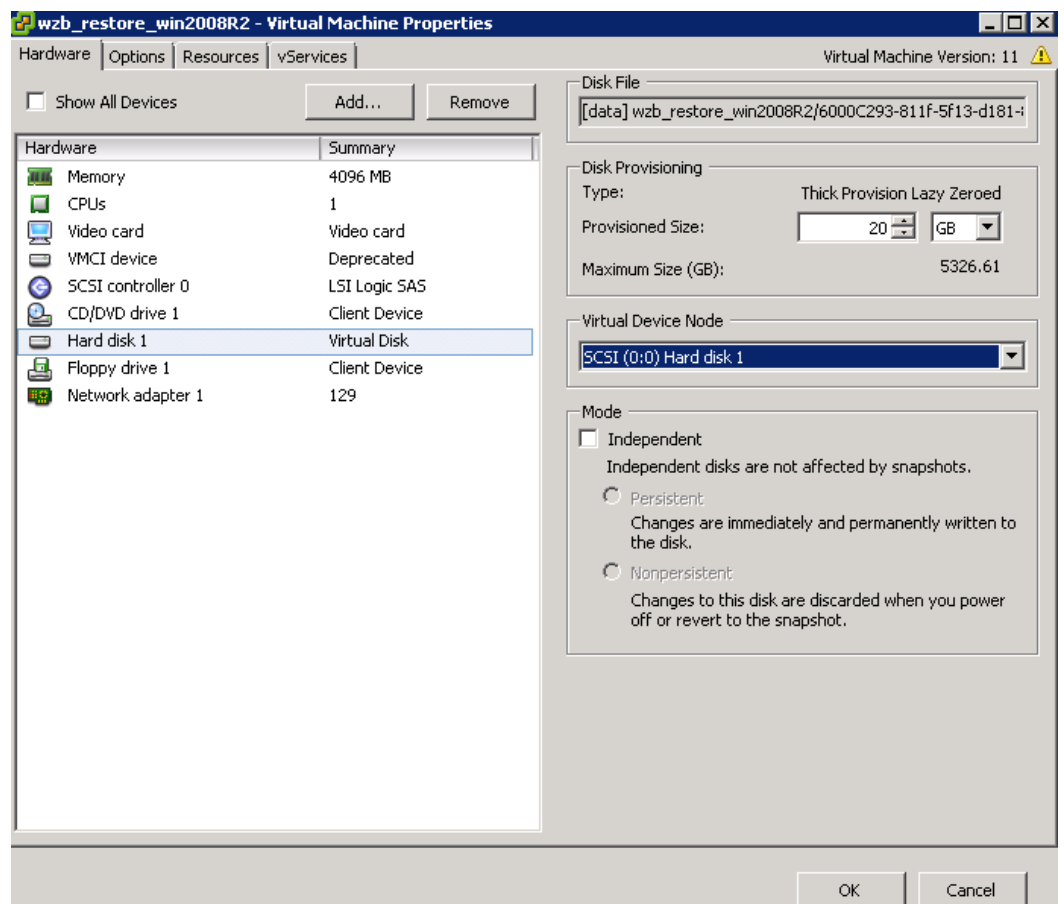 wzb_restore_win2008R2 - Virtual Machine Properties
Hardware Options Resources vServices
Virtual Machine Version: 11
Show All Devices
Add...
Remove
Hardware Summary
Memory 4096 MB
CPUs 1
Video card Video card
VMCI device Deprecated
SCSI controller 0 LSI Logic SAS
CD/DVD drive 1 Client Device
Hard disk 1 Virtual Disk
Floppy drive 1 Client Device
Network adapter 1 129
Disk File
[data] wzb_restore_win2008R2/6000C293-811f-5f13-d181-
Disk Provisioning
Type: Thick Provision Lazy Zeroed
Provisioned Size: 20 GB
Maximum Size (GB): 5326.61
Virtual Device Node
SCSI (0:0) Hard disk 1
Mode
Independent
Independent disks are not affected by snapshots.
Persistent
Changes are immediately and permanently written to
the disk.
Nonpersistent
Changes to this disk are discarded when you power
off or revert to the snapshot.
OK
Cancel